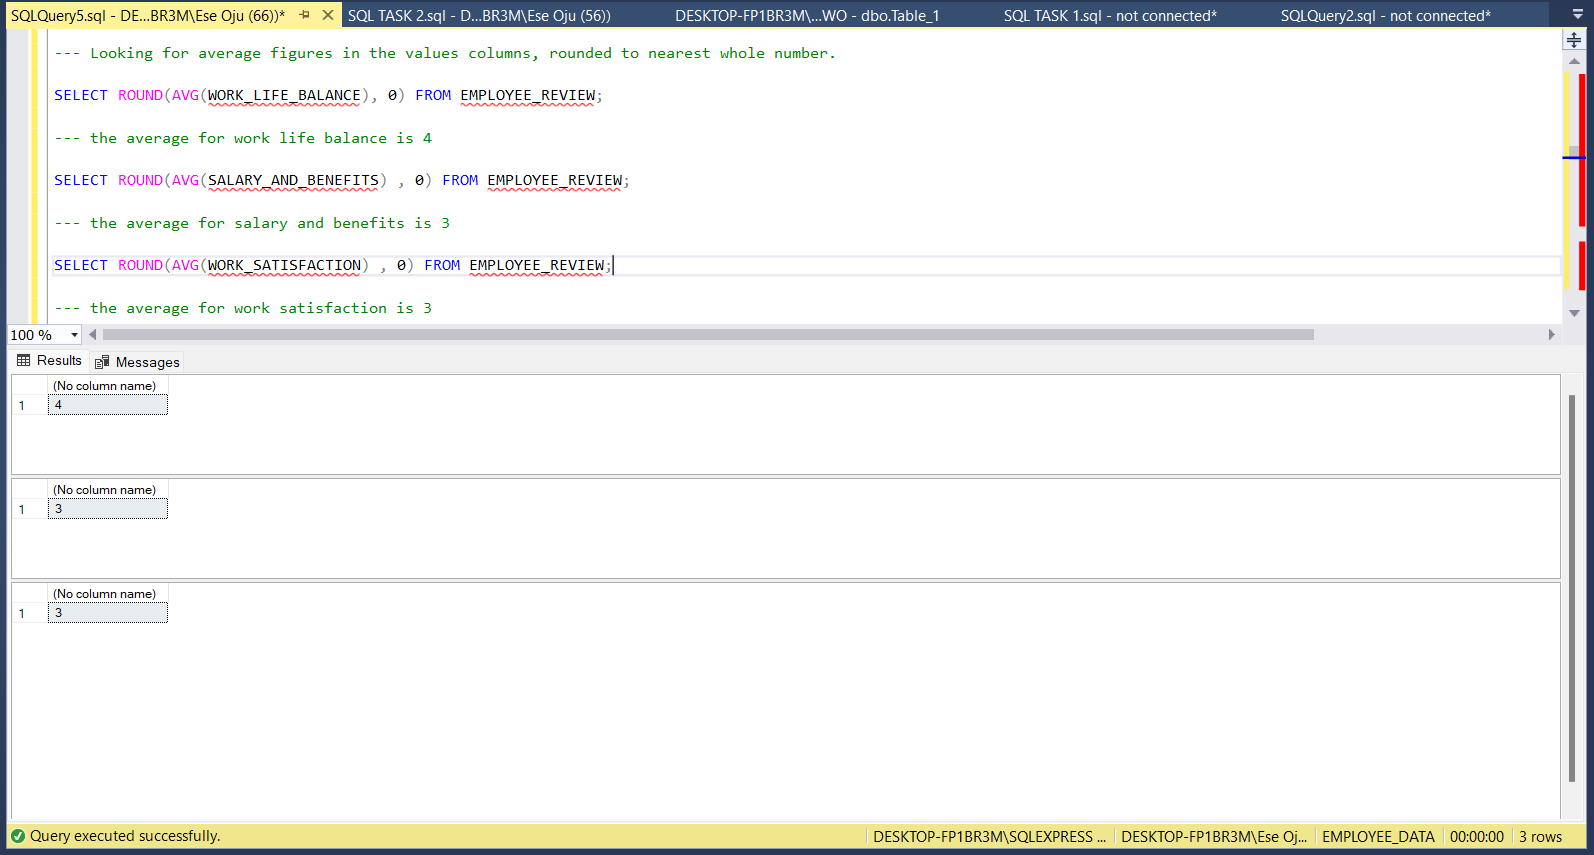 SQLQuery5.sql - DE...BR3M\Ese Oju (66))* SQL TASK 2.sql - D...BR3M\Ese Oju (56)) DESKTOP-FP1BR3M\...WO - dbo.Table_1 SQL TASK 1.sql - not connected* SQLQuery2.sql - not connected*
--- Looking for average figures in the values columns, rounded to nearest whole number.
SELECT ROUND(AVG(WORK_LIFE_BALANCE), 0) FROM EMPLOYEE_REVIEW;
--- the average for work life balance is 4
SELECT ROUND(AVG(SALARY_AND_BENEFITS) , 0) FROM EMPLOYEE_REVIEW;
--- the average for salary and benefits is 3
SELECT ROUND(AVG(WORK_SATISFACTION) , 0) FROM EMPLOYEE_REVIEW;
--- the average for work satisfaction is 3
100 %
Results Messages
(No column name)
1 4
(No column name)
1 3
(No column name)
1 3
Query executed successfully. DESKTOP-FP1BR3M\SQLEXPRESS ... DESKTOP-FP1BR3M\Ese Oj... EMPLOYEE_DATA 00:00:00 3 rows